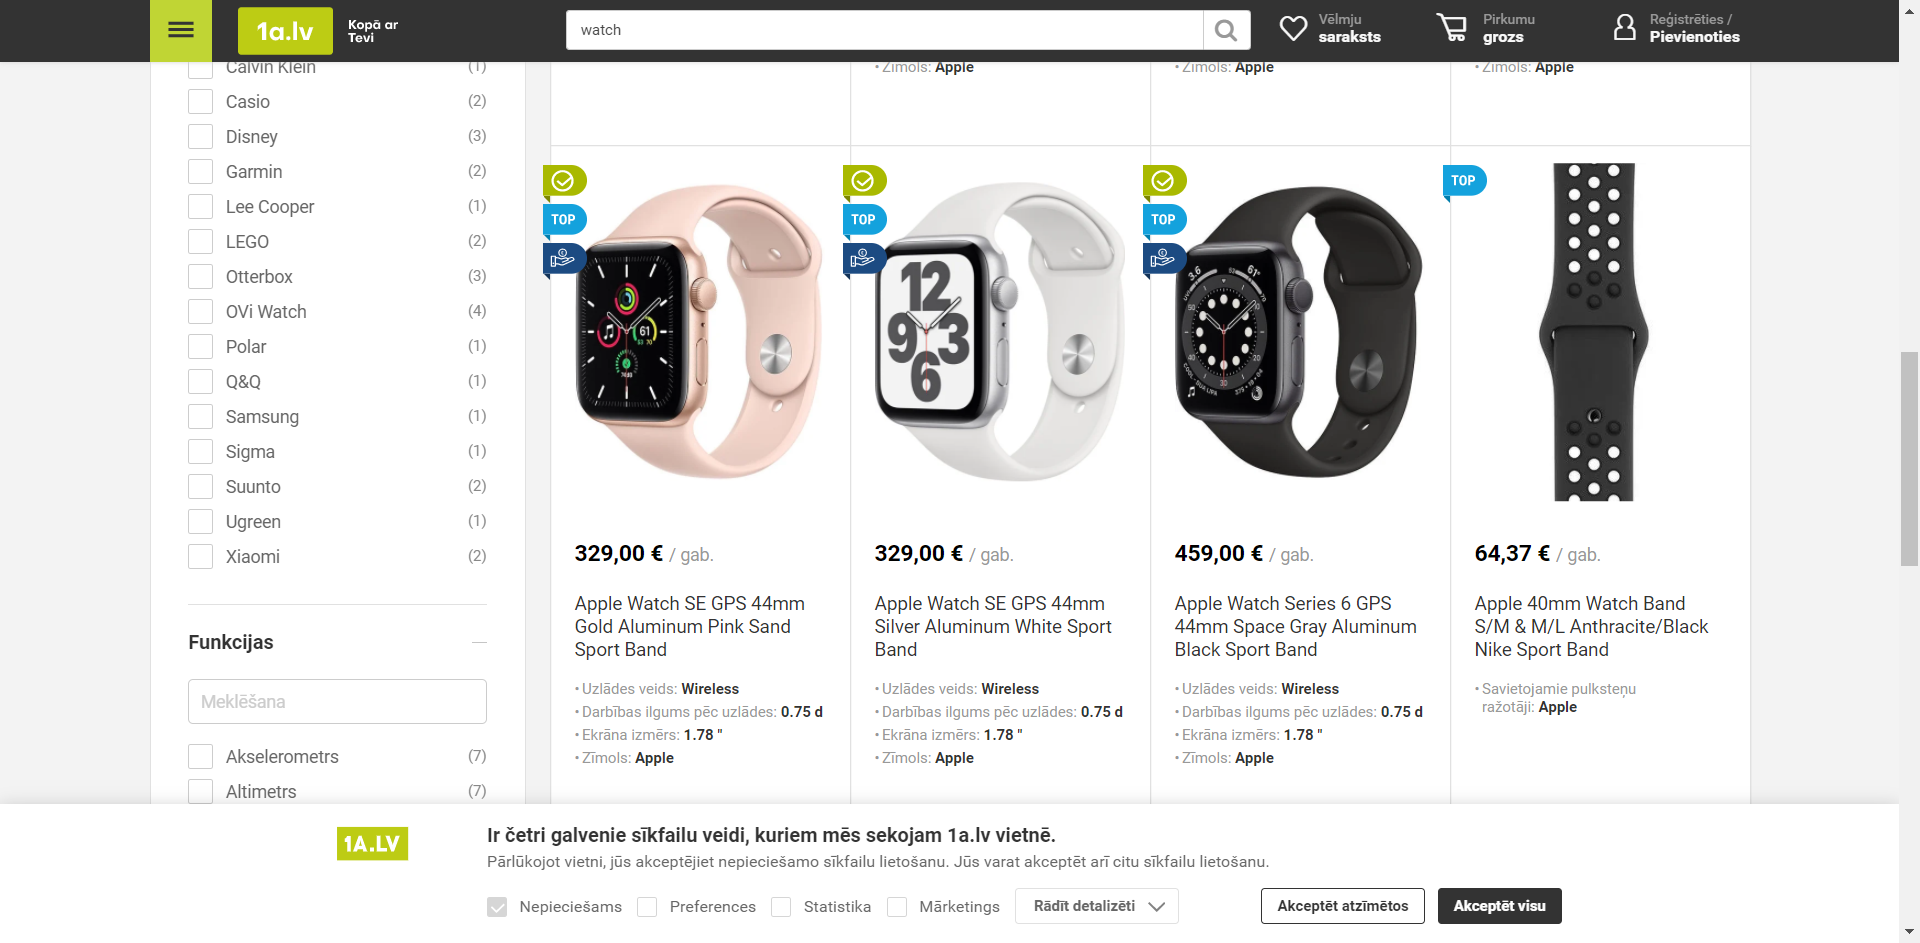 1a.lv
Kopā ar
Tevi
watch
Vēlmju
saraksts
Pirkumu
grozs
Reģistrēties /
Pievienoties
Calvin Klein (1)
Casio (2)
Disney (3)
Garmin (2)
Lee Cooper (1)
LEGO (2)
Otterbox (3)
OVi Watch (4)
Polar (1)
Q&Q (1)
Samsung (1)
Sigma (1)
Suunto (2)
Ugreen (1)
Xiaomi (2)
Funkcijas
Meklēšana
Akselerometrs (7)
Altimetrs (7)
• Zīmols: Apple
• Zīmols: Apple
• Zīmols: Apple
TOP
61
329,00 € / gab.
Apple Watch SE GPS 44mm
Gold Aluminum Pink Sand
Sport Band
• Uzlādes veids: Wireless
• Darbības ilgums pēc uzlādes: 0.75 d
• Ekrāna izmērs: 1.78 "
• Zīmols: Apple
TOP
12
9 3
6
329,00 € / gab.
Apple Watch SE GPS 44mm
Silver Aluminum White Sport
Band
• Uzlādes veids: Wireless
• Darbības ilgums pēc uzlādes: 0.75 d
• Ekrāna izmērs: 1.78 "
• Zīmols: Apple
TOP
3.6
61°
30
459,00 € / gab.
Apple Watch Series 6 GPS
44mm Space Gray Aluminum
Black Sport Band
• Uzlādes veids: Wireless
• Darbības ilgums pēc uzlādes: 0.75 d
• Ekrāna izmērs: 1.78 "
• Zīmols: Apple
TOP
64,37 € / gab.
Apple 40mm Watch Band
S/M & M/L Anthracite/Black
Nike Sport Band
• Savietojamie pulksteņu
ražotāji: Apple
1A.LV
Ir četri galvenie sīkfailu veidi, kuriem mēs sekojam 1a.lv vietnē.
Pārlūkojot vietni, jūs akceptējiet nepieciešamo sīkfailu lietošanu. Jūs varat akceptēt arī citu sīkfailu lietošanu.
Nepieciešams Preferences Statistika Mārketings Rādīt detalizēti Akceptēt atzīmētos Akceptēt visu